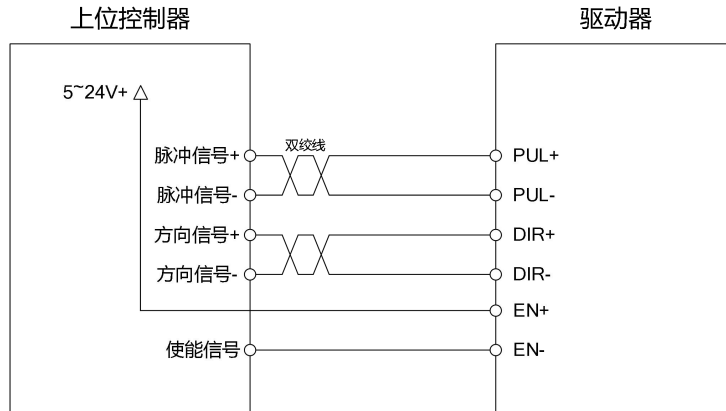 上位控制器
驱动器
5~24V+
双绞线
脉冲信号+
PUL+
脉冲信号-
PUL-
方向信号+
DIR+
方向信号-
DIR-
EN+
使能信号
EN-